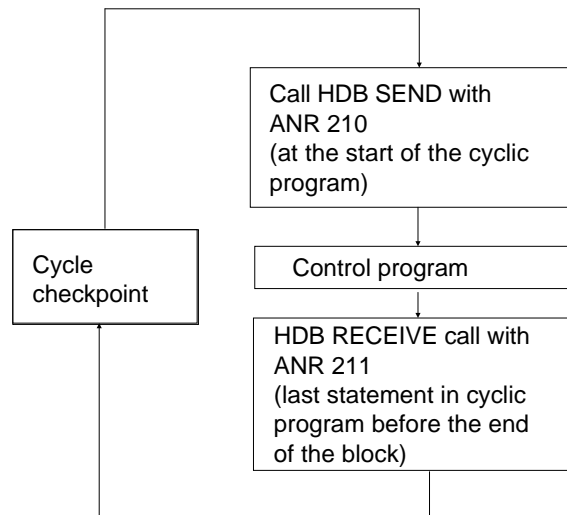 Call HDB SEND with
ANR 210
(at the start of the cyclic
program)
Cycle
checkpoint
Control program
HDB RECEIVE call with
ANR 211
(last statement in cyclic
program before the end
of the block)